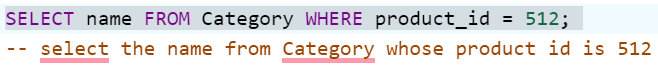 SELECT name FROM Category WHERE product_id = 512;
-- select the name from Category whose product id is 512